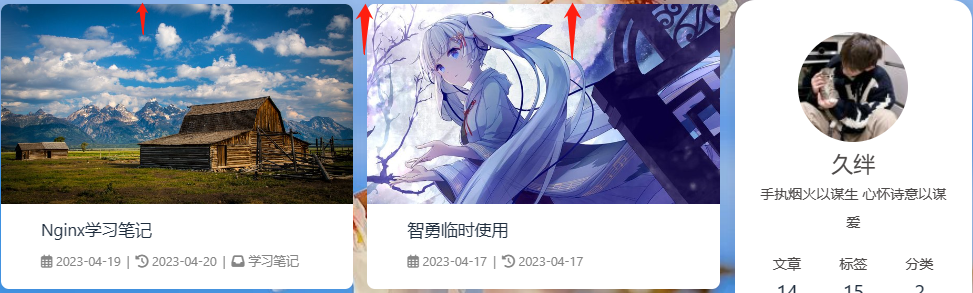 Nginx学习笔记
2023-04-19 | 2023-04-20 | 学习笔记
智勇临时使用
2023-04-17 | 2023-04-17
久绊
手执烟火以谋生 心怀诗意以谋
爱
文章 标签 分类
14 15 2